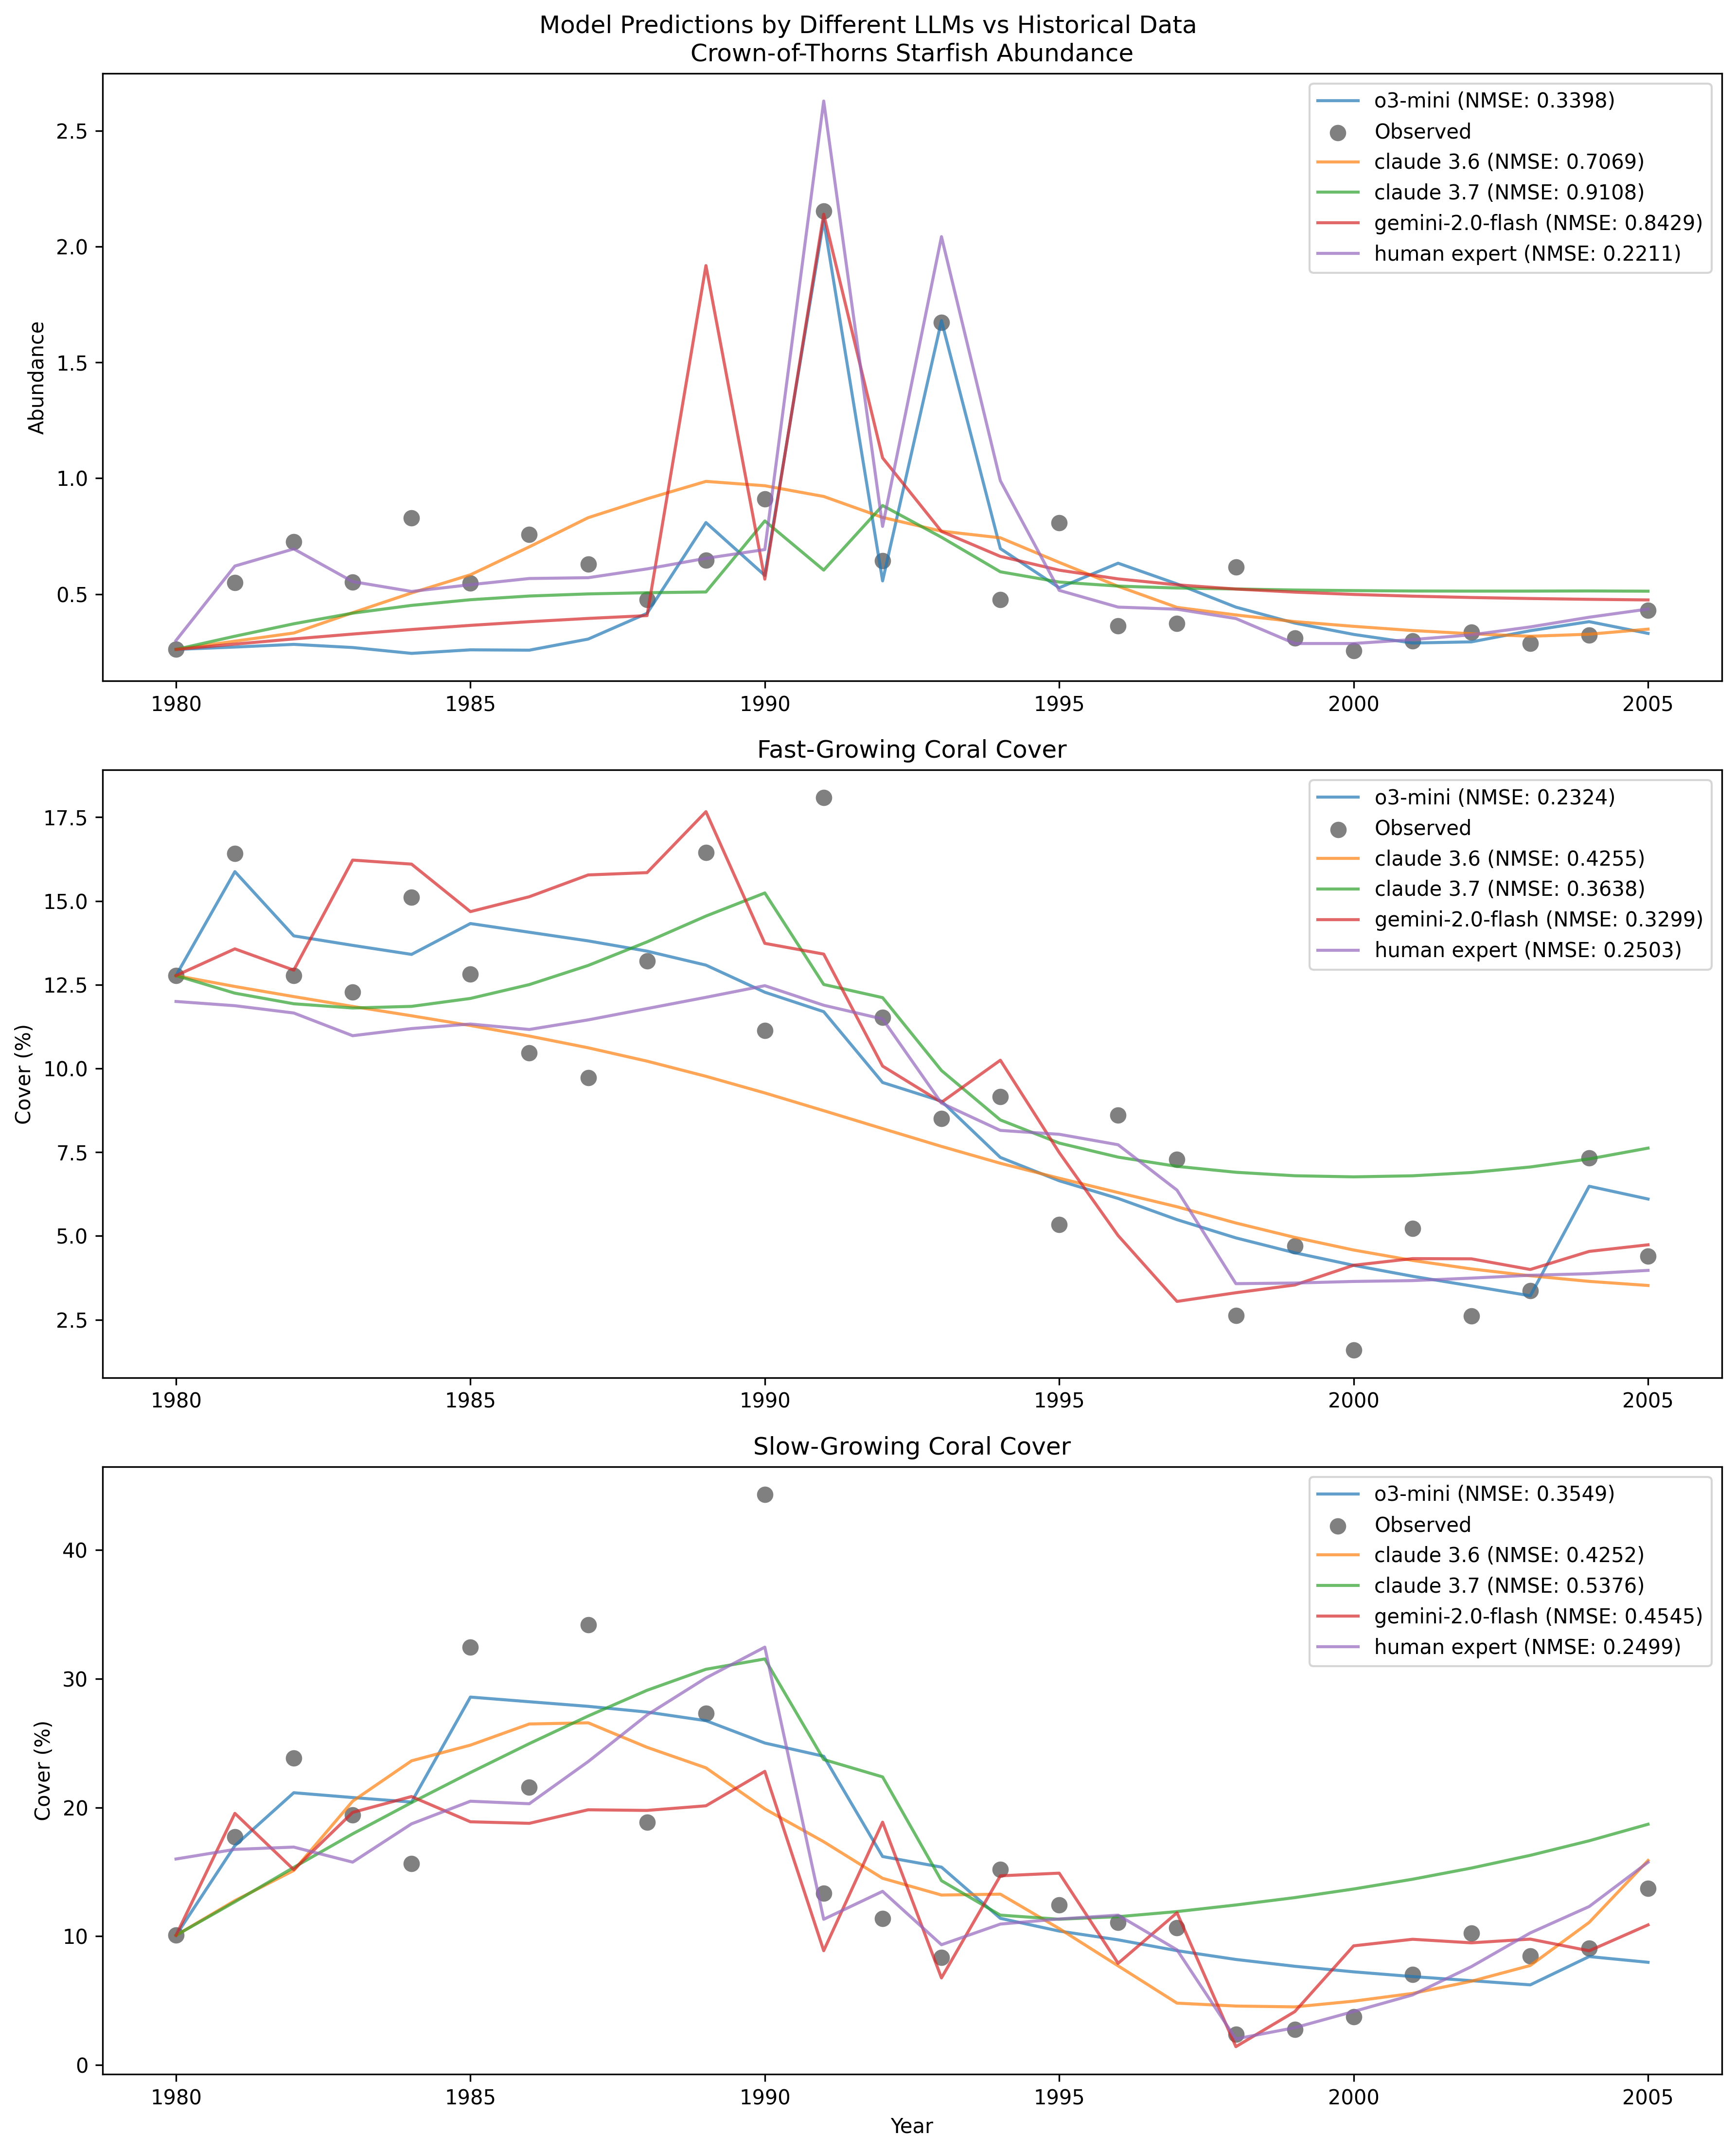 Model Predictions by Different LLMs vs Historical Data
Crown-of-Thorns Starfish Abundance
o3-mini (NMSE: 0.3398)
Observed
claude 3.6 (NMSE: 0.7069)
claude 3.7 (NMSE: 0.9108)
gemini-2.0-flash (NMSE: 0.8429)
human expert (NMSE: 0.2211)
Abundance
2.5
2.0
1.5
1.0
0.5
1980 1985 1990 1995 2000 2005
Fast-Growing Coral Cover
o3-mini (NMSE: 0.2324)
Observed
claude 3.6 (NMSE: 0.4255)
claude 3.7 (NMSE: 0.3638)
gemini-2.0-flash (NMSE: 0.3299)
human expert (NMSE: 0.2503)
Cover (%)
17.5
15.0
12.5
10.0
7.5
5.0
2.5
1980 1985 1990 1995 2000 2005
Slow-Growing Coral Cover
o3-mini (NMSE: 0.3549)
Observed
claude 3.6 (NMSE: 0.4252)
claude 3.7 (NMSE: 0.5376)
gemini-2.0-flash (NMSE: 0.4545)
human expert (NMSE: 0.2499)
Cover (%)
40
30
20
10
0
1980 1985 1990 1995 2000 2005
Year